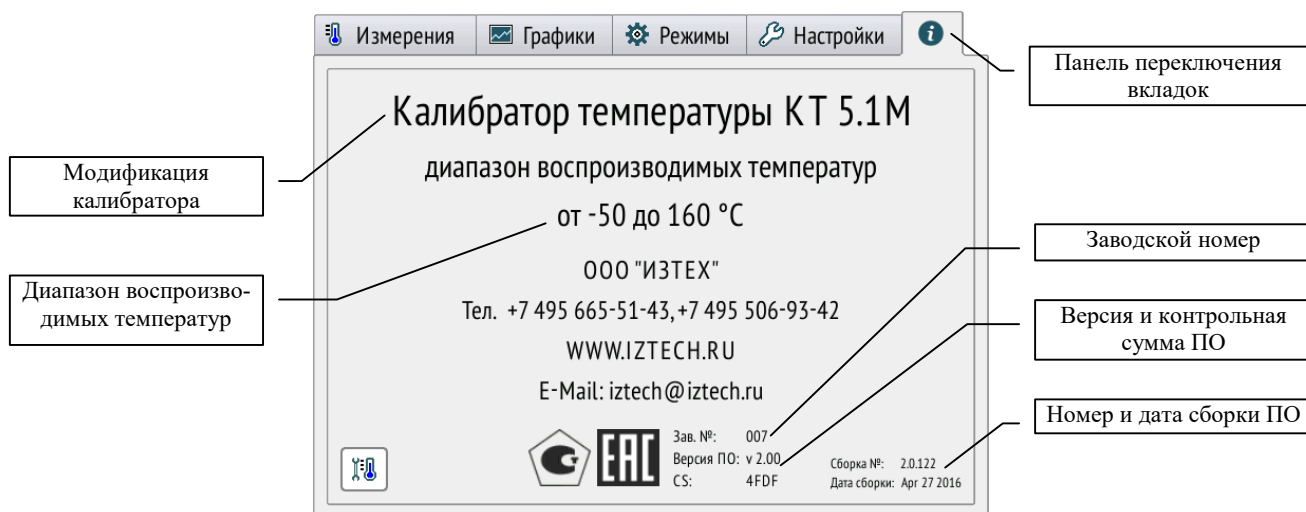 Измерения
Графики
Режимы
Настройки
i
Панель переключения
вкладок
Калибратор температуры КТ 5.1М
диапазон воспроизводимых температур
от -50 до 160 °С
Модификация
калибратора
ООО "ИЗТЕХ"
Тел. +7 495 665-51-43, +7 495 506-93-42
WWW.IZTECH.RU
E-Mail: iztech@iztech.ru
Диапазон воспроизво-
димых температур
Заводской номер
Версия и контрольная
сумма ПО
Номер и дата сборки ПО
ЕАС
Зав. №: 007
Версия ПО: v 2.00
CS: 4FDF
Сборка №: 2.0.122
Дата сборки: Apr 27 2016